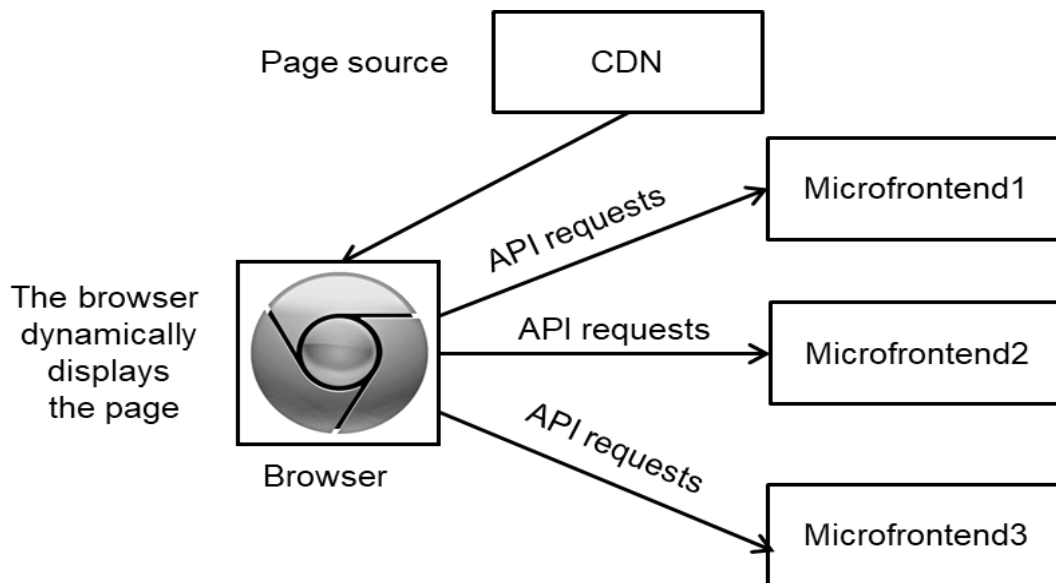 Page source
CDN
Microfrontend1
API requests
The browser
dynamically
displays
the page
API requests
Microfrontend2
API requests
Browser
Microfrontend3